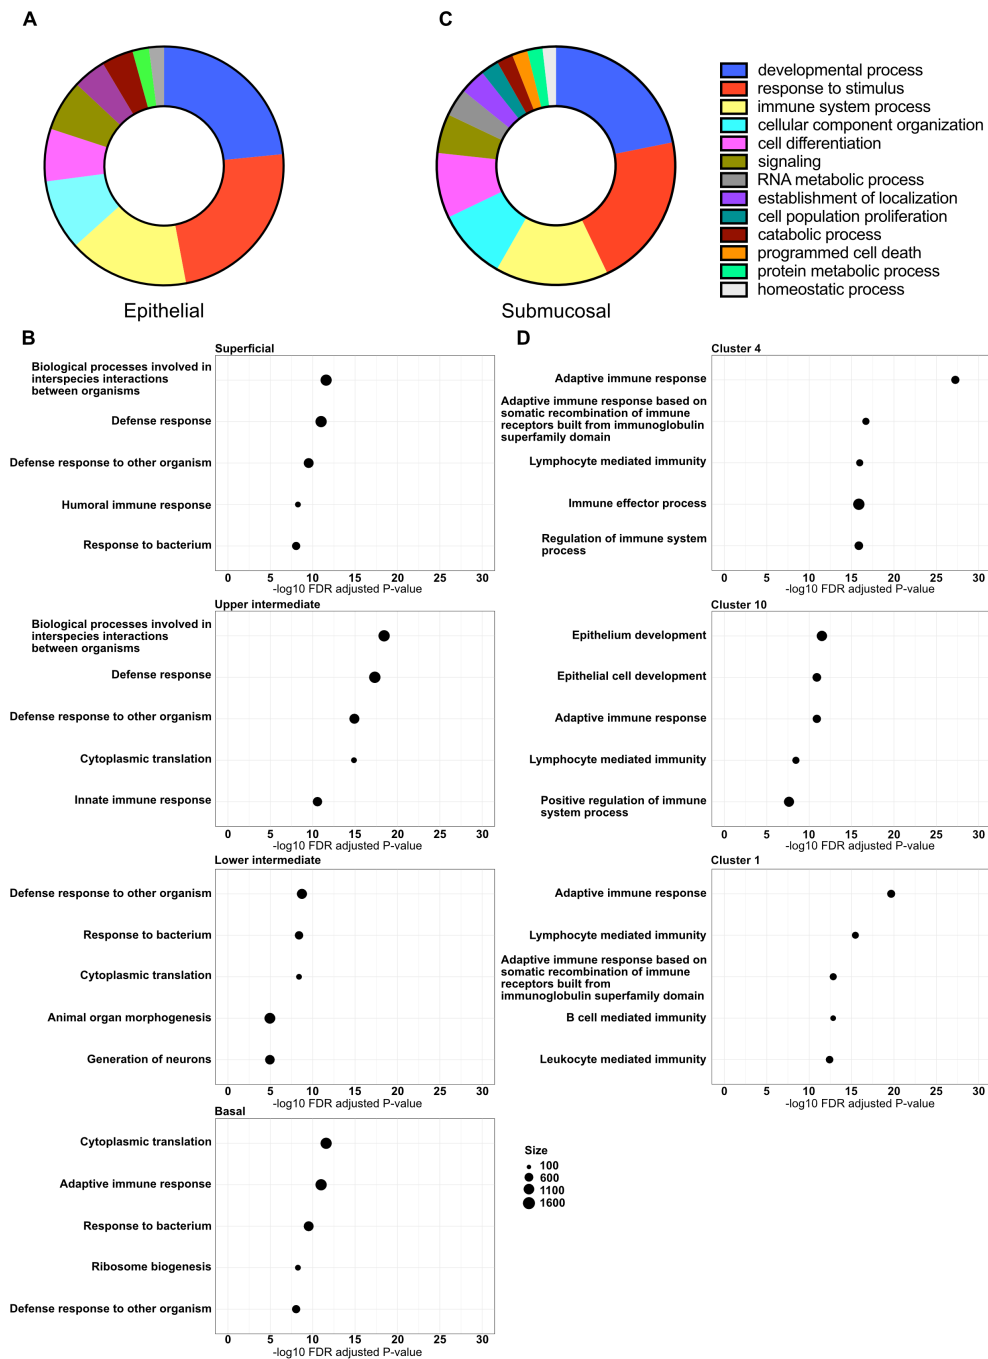 A
C
developmental process
response to stimulus
immune system process
cellular component organization
cell differentiation
signaling
RNA metabolic process
establishment of localization
cell population proliferation
catabolic process
programmed cell death
protein metabolic process
homeostatic process
Epithelial
Submucosal
B
Superficial
Biological processes involved in
interspecies interactions
between organisms
Defense response
Defense response to other organism
Humoral immune response
Response to bacterium
0 5 10 15 20 25 30
-log10 FDR adjusted P-value
Upper intermediate
Biological processes involved in
interspecies interactions
between organisms
Defense response
Defense response to other organism
Cytoplasmic translation
Innate immune response
0 5 10 15 20 25 30
-log10 FDR adjusted P-value
Lower intermediate
Defense response to other organism
Response to bacterium
Cytoplasmic translation
Animal organ morphogenesis
Generation of neurons
0 5 10 15 20 25 30
-log10 FDR adjusted P-value
Basal
Cytoplasmic translation
Adaptive immune response
Response to bacterium
Ribosome biogenesis
Defense response to other organism
0 5 10 15 20 25 30
-log10 FDR adjusted P-value
D
Cluster 4
Adaptive immune response
Adaptive immune response based on
somatic recombination of immune
receptors built from immunoglobulin
superfamily domain
Lymphocyte mediated immunity
Immune effector process
Regulation of immune system
process
0 5 10 15 20 25 30
-log10 FDR adjusted P-value
Cluster 10
Epithelium development
Epithelial cell development
Adaptive immune response
Lymphocyte mediated immunity
Positive regulation of immune
system process
0 5 10 15 20 25 30
-log10 FDR adjusted P-value
Cluster 1
Adaptive immune response
Lymphocyte mediated immunity
Adaptive immune response based on
somatic recombination of immune
receptors built from
immunoglobulin superfamily domain
B cell mediated immunity
Leukocyte mediated immunity
0 5 10 15 20 25 30
-log10 FDR adjusted P-value
Size
100
600
1100
1600